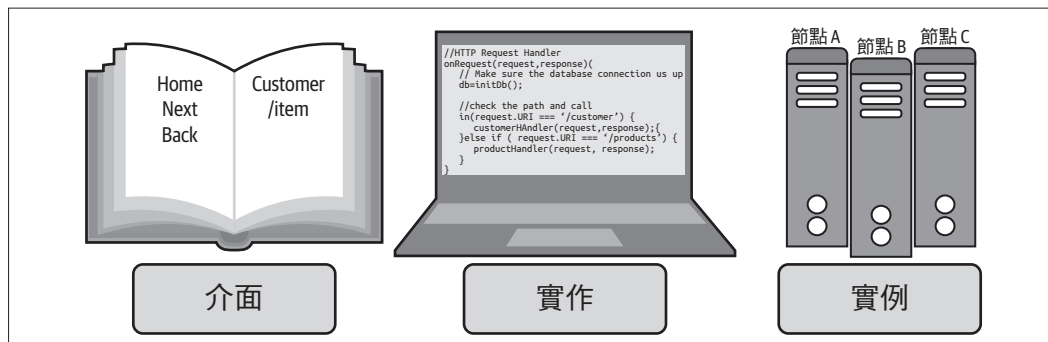 Home
Next
Back
Customer
/item
//HTTP Request Handler
onRequest(request,response)(
// Make sure the database connection us up
db=initDb();
//check the path and call
in(request.URI === ‘/customer’) {
customerHAndler(request,response);{
}else if ( request.URI === ‘/products’) {
productHandler(request, response);
}
}
節點 A
節點 B
節點 C
介面
實作
實例